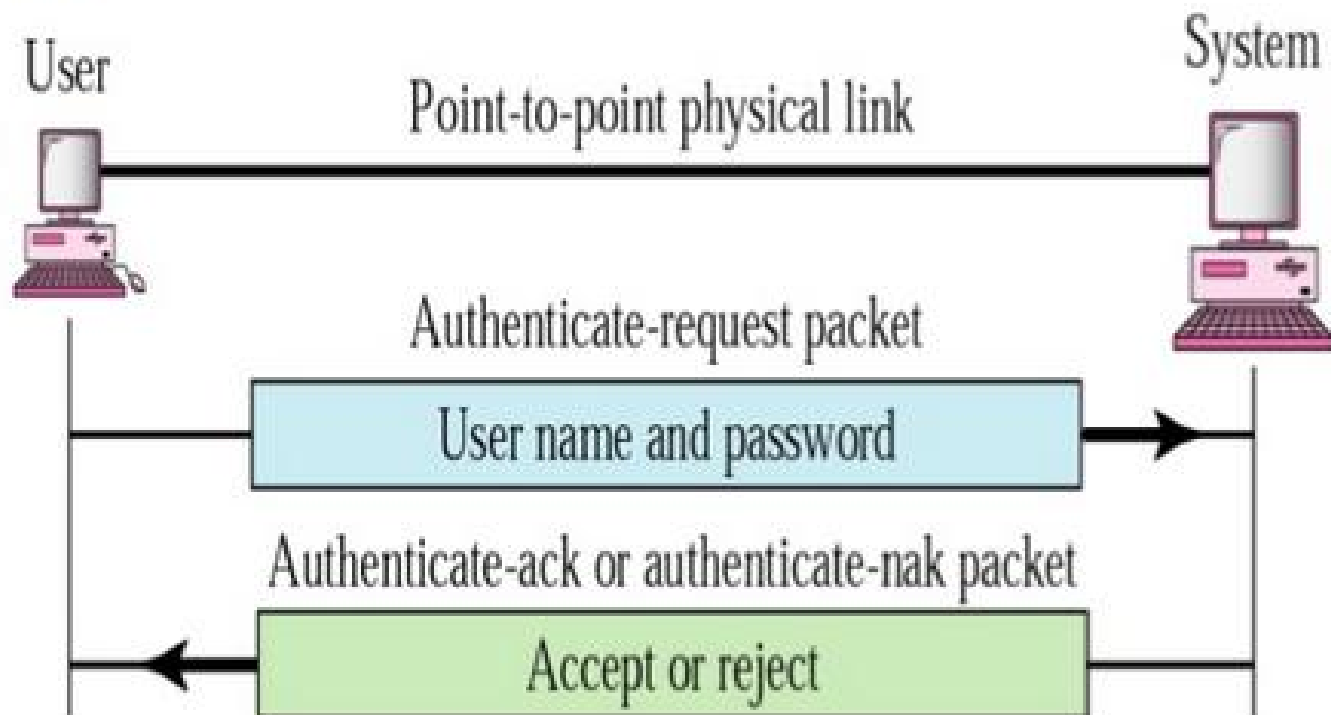 User
System
Point-to-point physical link
Authenticate-request packet
User name and password
Authenticate-ack or authenticate-nak packet
Accept or reject